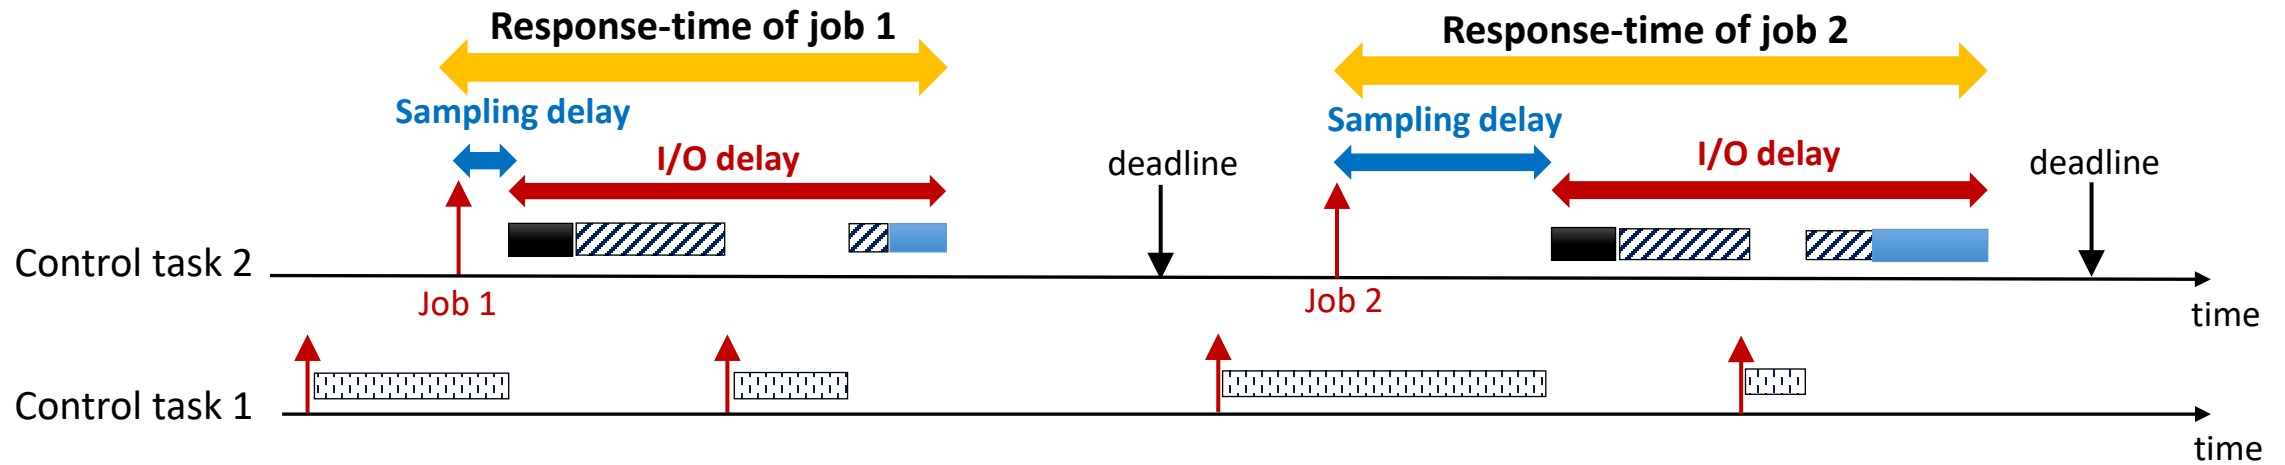 Response-time of job 1
Response-time of job 2
Sampling delay
Sampling delay
I/O delay
I/O delay
deadline
deadline
Control task 2
Job 1
Job 2
time
Control task 1
time